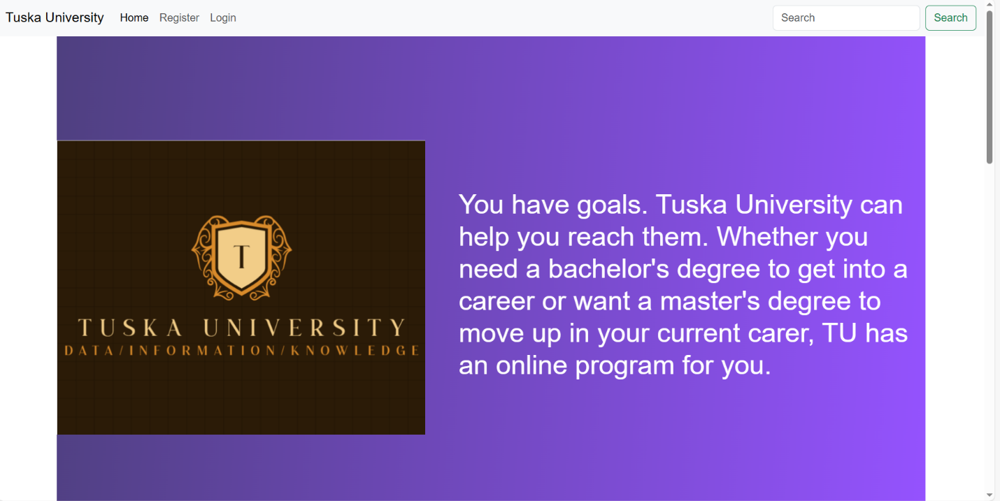 Tuska University Home Register Login Search Search
T
TUSKA UNIVERSITY
DATA/INFORMATION/KNOWLEDGE
You have goals. Tuska University can
help you reach them. Whether you
need a bachelor's degree to get into a
career or want a master's degree to
move up in your current carer, TU has
an online program for you.